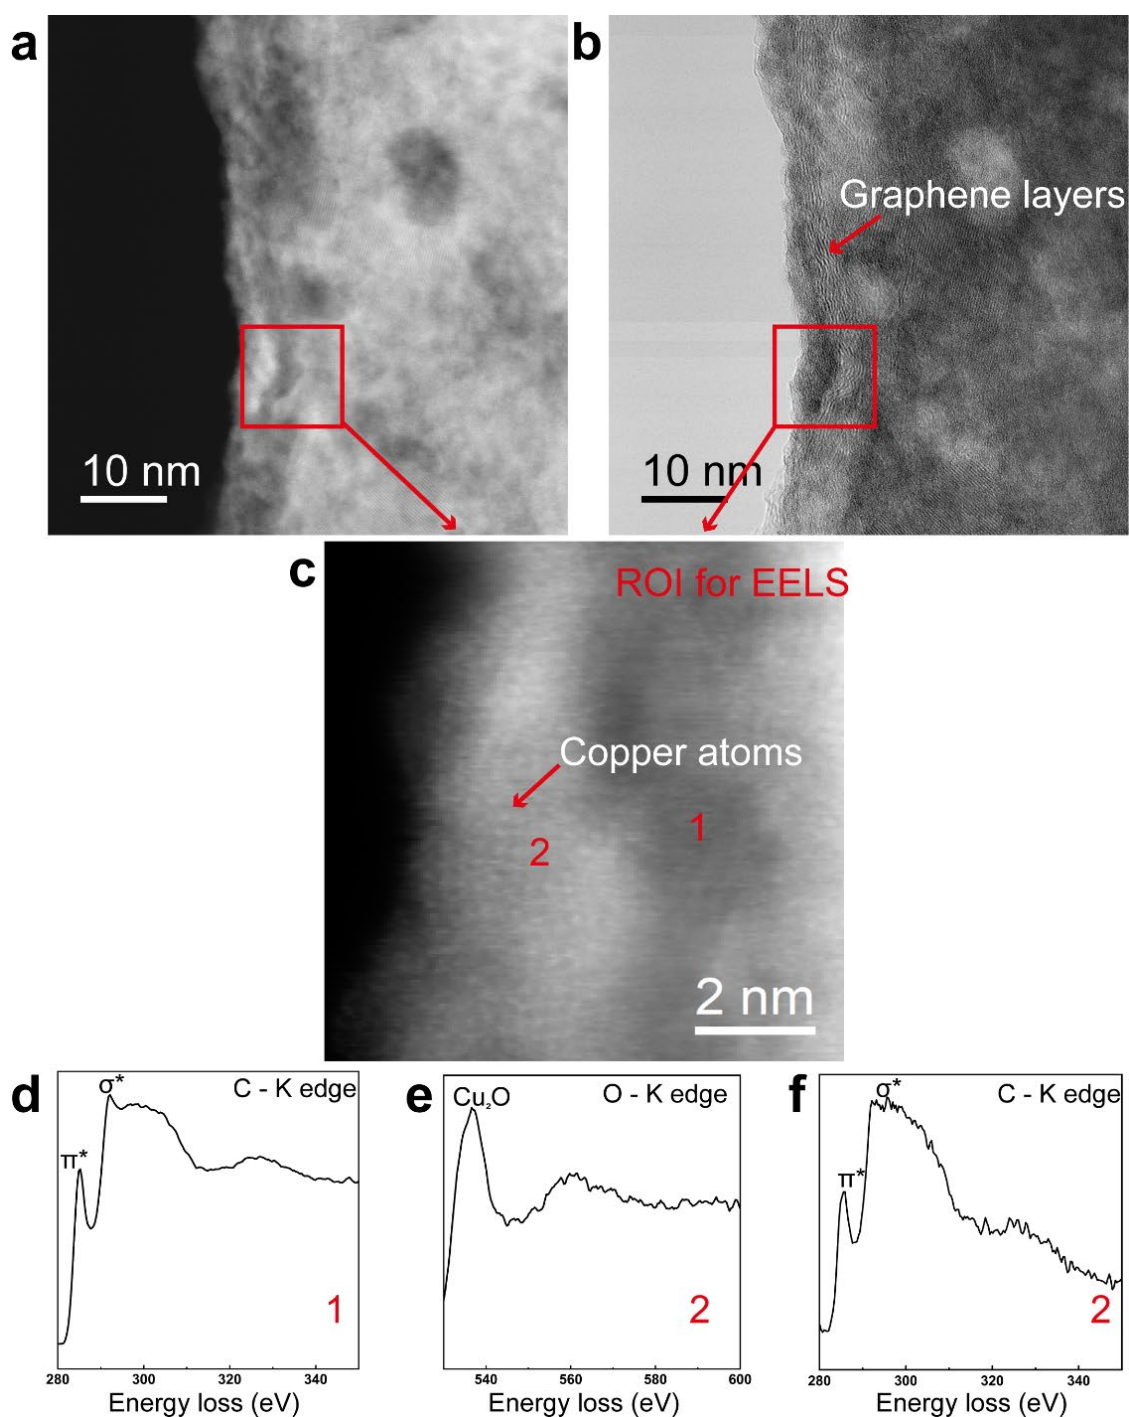 a
b
Graphene layers
10 nm
10 nm
c
ROI for EELS
Copper atoms
1
2
2 nm
d
σ*
C - K edge
π*
1
280
300
320
340
Energy loss (eV)
e
Cu₂O
O - K edge
2
540
560
580
600
Energy loss (eV)
f
σ*
C - K edge
π*
2
280
300
320
340
Energy loss (eV)